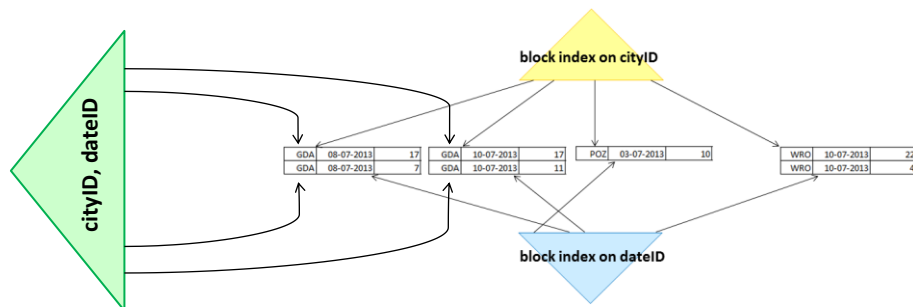 block index on cityID
cityID, dateID
GDA 08-07-2013 17
GDA 08-07-2013 7
GDA 10-07-2013 17
GDA 10-07-2013 11
POZ 03-07-2013 10
WRO 10-07-2013 22
WRO 10-07-2013 4
block index on dateID